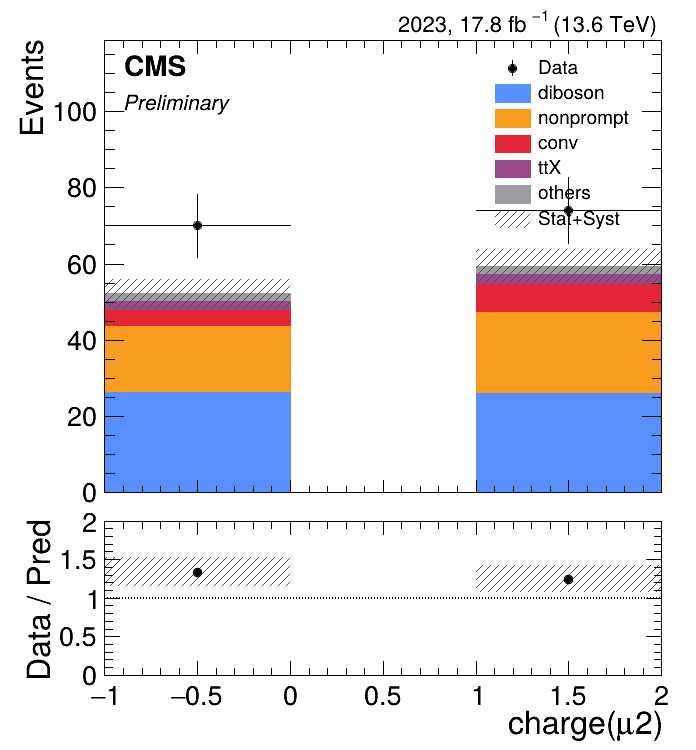 2023, 17.8 fb⁻¹ (13.6 TeV)
CMS
Preliminary
Events
100
80
60
40
20
0
Data
diboson
nonprompt
conv
ttX
others
Stat+Syst
Data / Pred
2
1.5
1
0.5
0
−1
−0.5
0
0.5
1
1.5
2
charge(μ2)